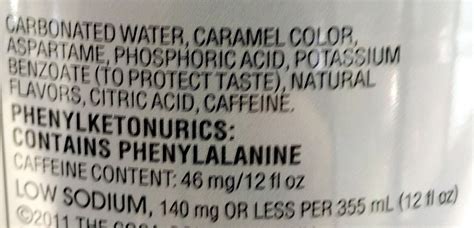 CARBONATED WATER, CARAMEL COLOR,
ASPARTAME, PHOSPHORIC ACID, POTASSIUM
BENZOATE (TO PROTECT TASTE), NATURAL
FLAVORS, CITRIC ACID, CAFFEINE.
PHENYLKETONURICS:
CONTAINS PHENYLALANINE
CAFFEINE CONTENT: 46 mg/12 fl oz
LOW SODIUM, 140 mg OR LESS PER 355 mL (12 fl oz)
©2011 THE COCA